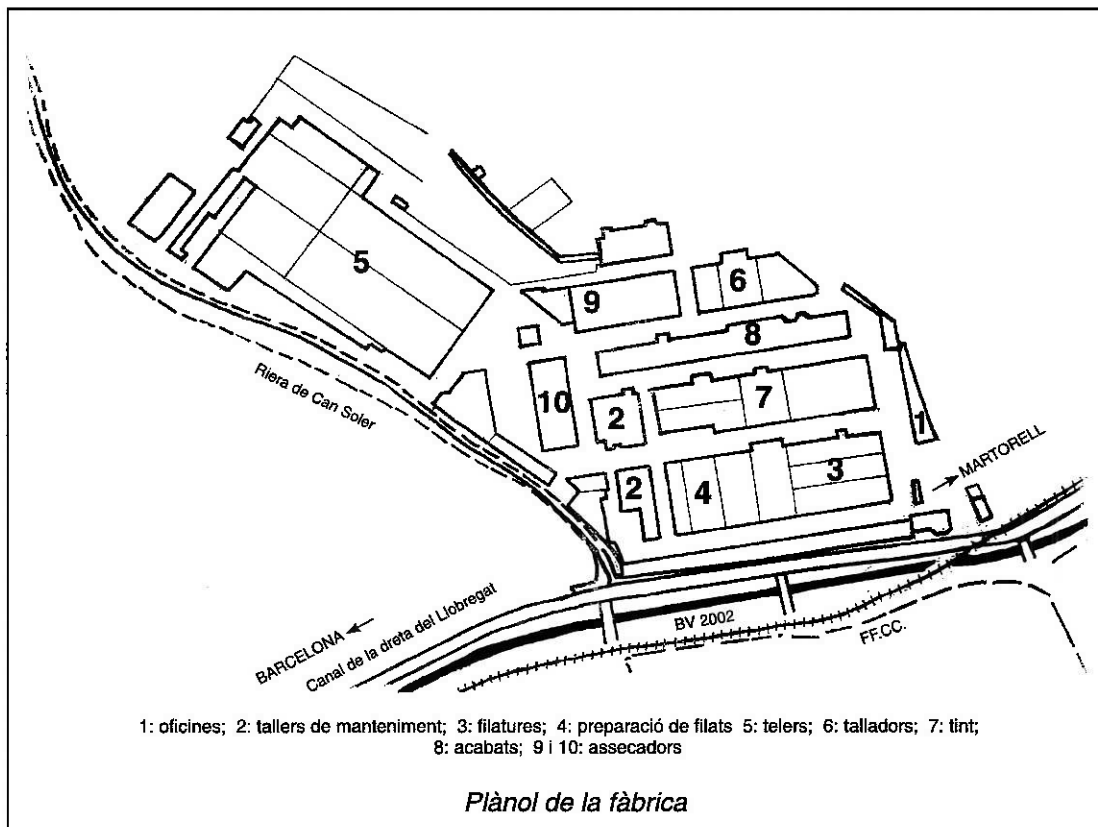 5
6
9
8
10
2
7
1
Riera de Can Soler
MARTORELL
2
4
3
BV 2002
FF.CC.
BARCELONA
Canal de la dreta del Llobregat
1: oficines; 2: tallers de manteniment; 3: filatures; 4: preparació de filats 5: telers; 6: talladors; 7: tint;
8: acabats; 9 i 10: assecadors
Plànol de la fàbrica